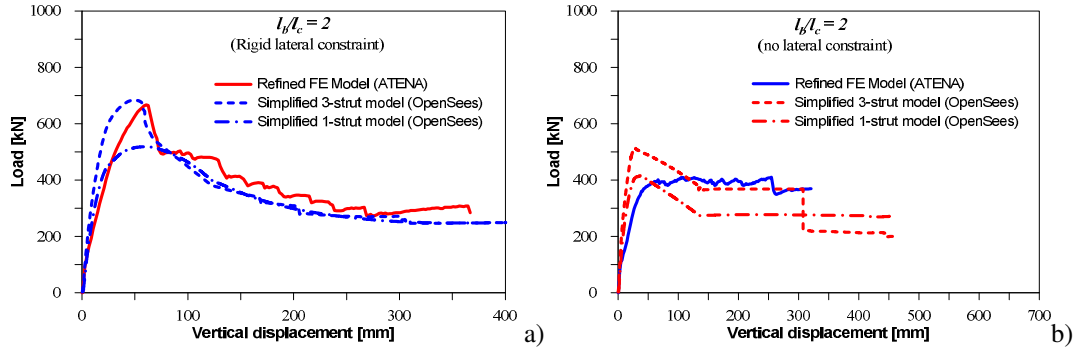 l_b/l_c = 2
(Rigid lateral constraint)
Refined FE Model (ATENA)
Simplified 3-strut model (OpenSees)
Simplified 1-strut model (OpenSees)
Load [kN]
1000
800
600
400
200
0
0 100 200 300 400
Vertical displacement [mm]
a)
l_b/l_c = 2
(no lateral constraint)
Refined FE Model (ATENA)
Simplified 3-strut model (OpenSees)
Simplified 1-strut model (OpenSees)
Load [kN]
1000
800
600
400
200
0
0 100 200 300 400 500 600 700
Vertical displacement [mm]
b)